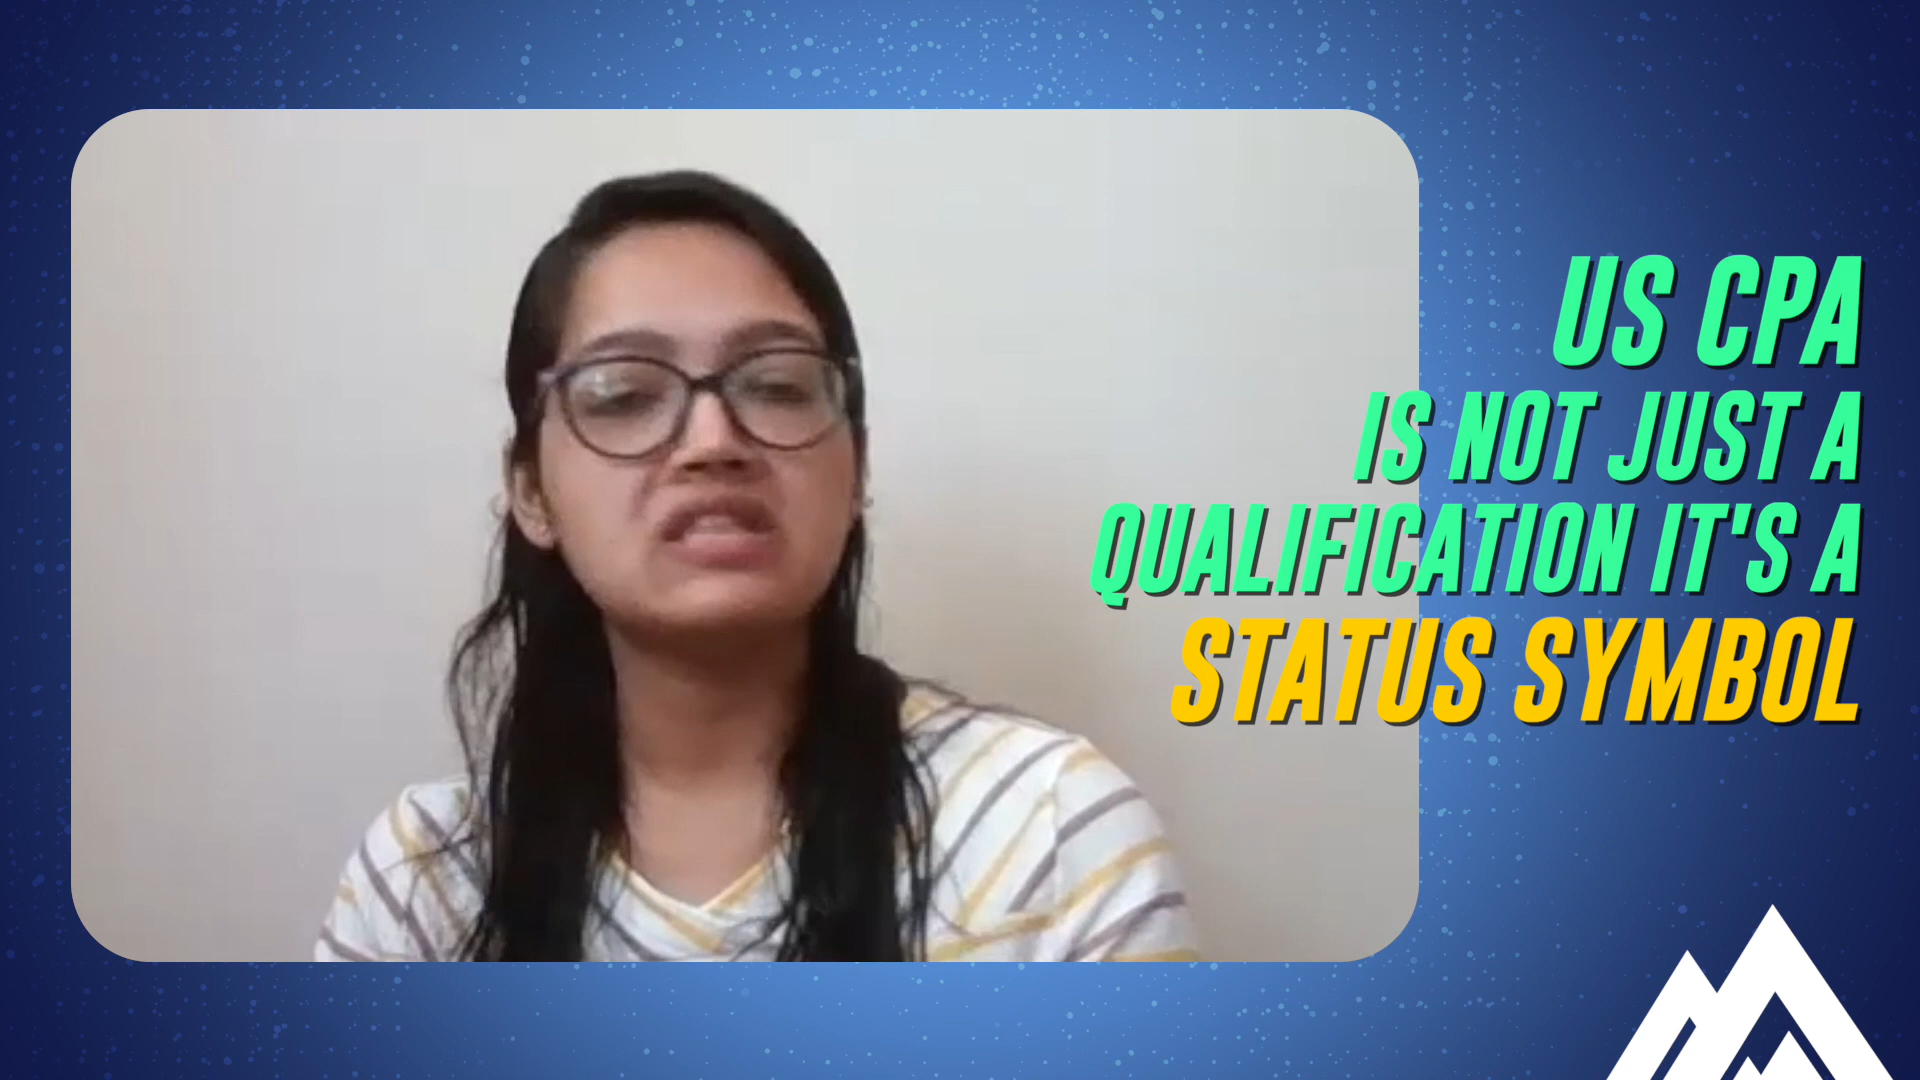 US CPA
IS NOT JUST A
QUALIFICATION IT'S A
STATUS SYMBOL